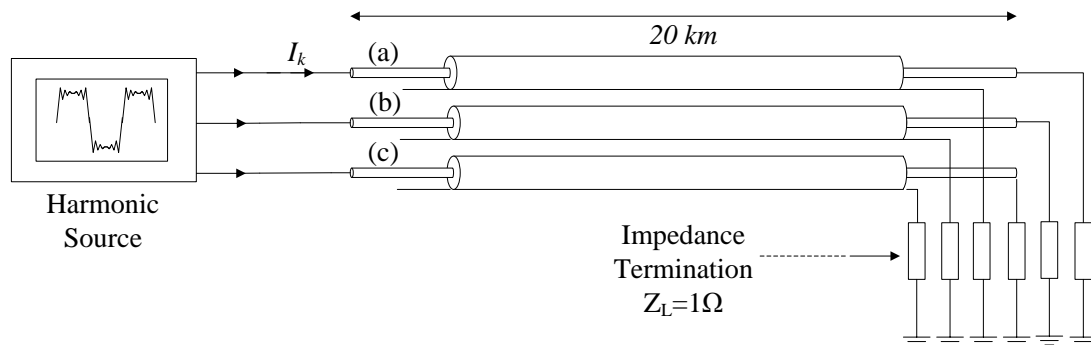 20 km
I_k
(a)
(b)
(c)
Harmonic
Source
Impedance
Termination
Z_L=1Ω